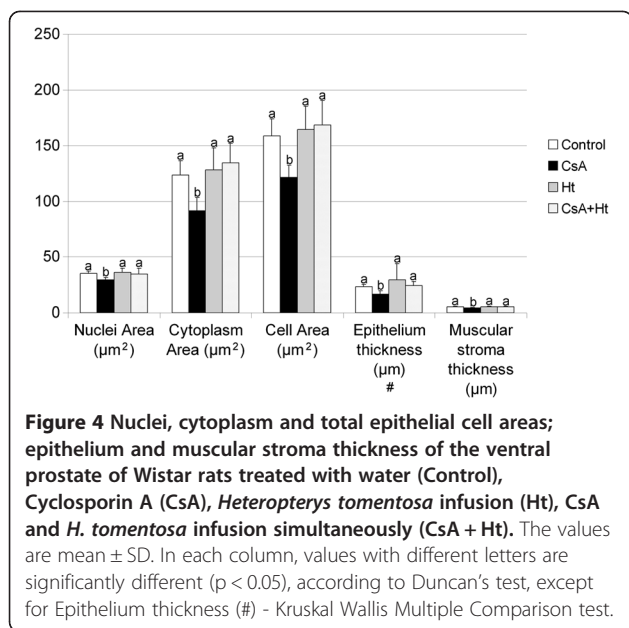 250
200
150
100
50
0
a
b
a
a
a
b
a
a
a
b
a
a
a
b
a
a
a
b
a
a
Control
CsA
Ht
CsA+Ht
Nuclei Area
(µm²)
Cytoplasm
Area (µm²)
Cell Area
(µm²)
Epithelium
thickness
(µm)
#
Muscular
stroma
thickness
(µm)
Figure 4 Nuclei, cytoplasm and total epithelial cell areas;
epithelium and muscular stroma thickness of the ventral
prostate of Wistar rats treated with water (Control),
Cyclosporin A (CsA), Heteropterys tomentosa infusion (Ht), CsA
and H. tomentosa infusion simultaneously (CsA + Ht). The values
are mean ± SD. In each column, values with different letters are
significantly different (p < 0.05), according to Duncan's test, except
for Epithelium thickness (#) - Kruskal Wallis Multiple Comparison test.